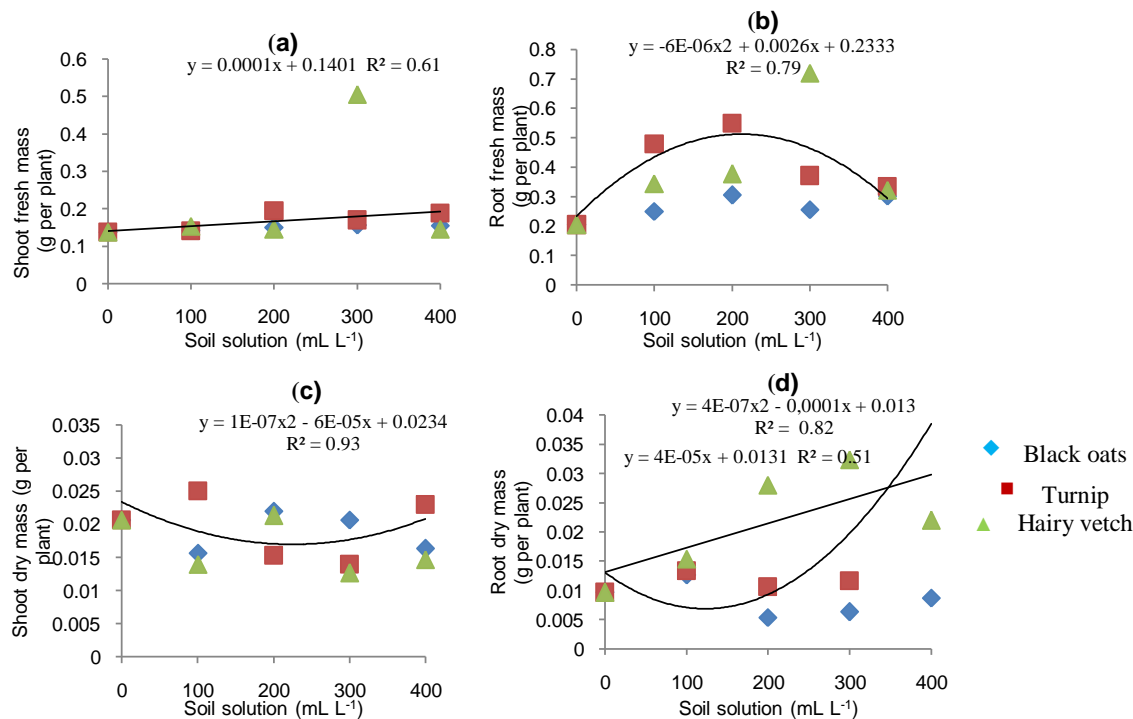 (a)
y = 0.0001x + 0.1401 R² = 0.61
0.6
0.5
0.4
0.3
0.2
0.1
0
Shoot fresh mass
(g per plant)
0 100 200 300 400
Soil solution (mL L⁻¹)
(b)
y = -6E-06x2 + 0.0026x + 0.2333
R² = 0.79
0.8
0.7
0.6
0.5
0.4
0.3
0.2
0.1
0
Root fresh mass
(g per plant)
0 100 200 300 400
Soil solution (mL L⁻¹)
(c)
y = 1E-07x2 - 6E-05x + 0.0234
R² = 0.93
0.035
0.03
0.025
0.02
0.015
0.01
0.005
0
Shoot dry mass (g per
plant)
0 100 200 300 400
Soil solution (mL L⁻¹)
(d)
y = 4E-07x2 - 0,0001x + 0.013
R² = 0.82
y = 4E-05x + 0.0131 R² = 0.51
0.04
0.035
0.03
0.025
0.02
0.015
0.01
0.005
0
Root dry mass
(g per plant)
0 100 200 300 400
Soil solution (mL L⁻¹)
Black oats
Turnip
Hairy vetch